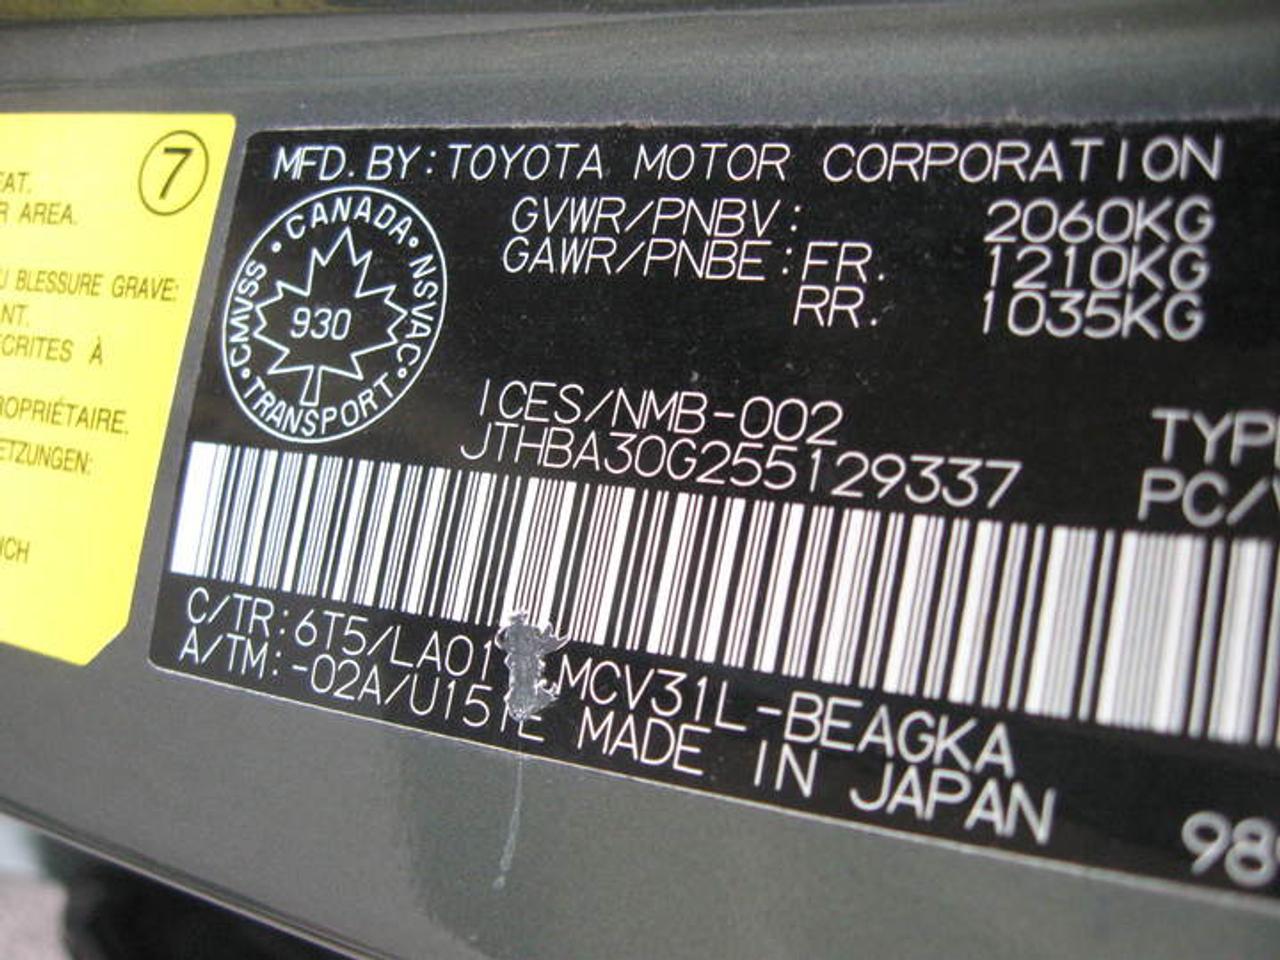 7
EAT.
R AREA.
U BLESSURE GRAVE:
NT.
CRITES À
ROPRIÉTAIRE.
ETZUNGEN:
ICH
MFD. BY: TOYOTA MOTOR CORPORATION
GVWR/PNBV: 2060KG
GAWR/PNBE: FR. 1210KG
RR. 1035KG
CANADA · NSVAC · TRANSPORT · CMVSS
930
ICES/NMB-002
JTHBA30G255129337
TYP
PC/
C/TR: 6T5/LA01 MCV31L-BEAGKA
A/TM: -02A/U151E MADE IN JAPAN
98